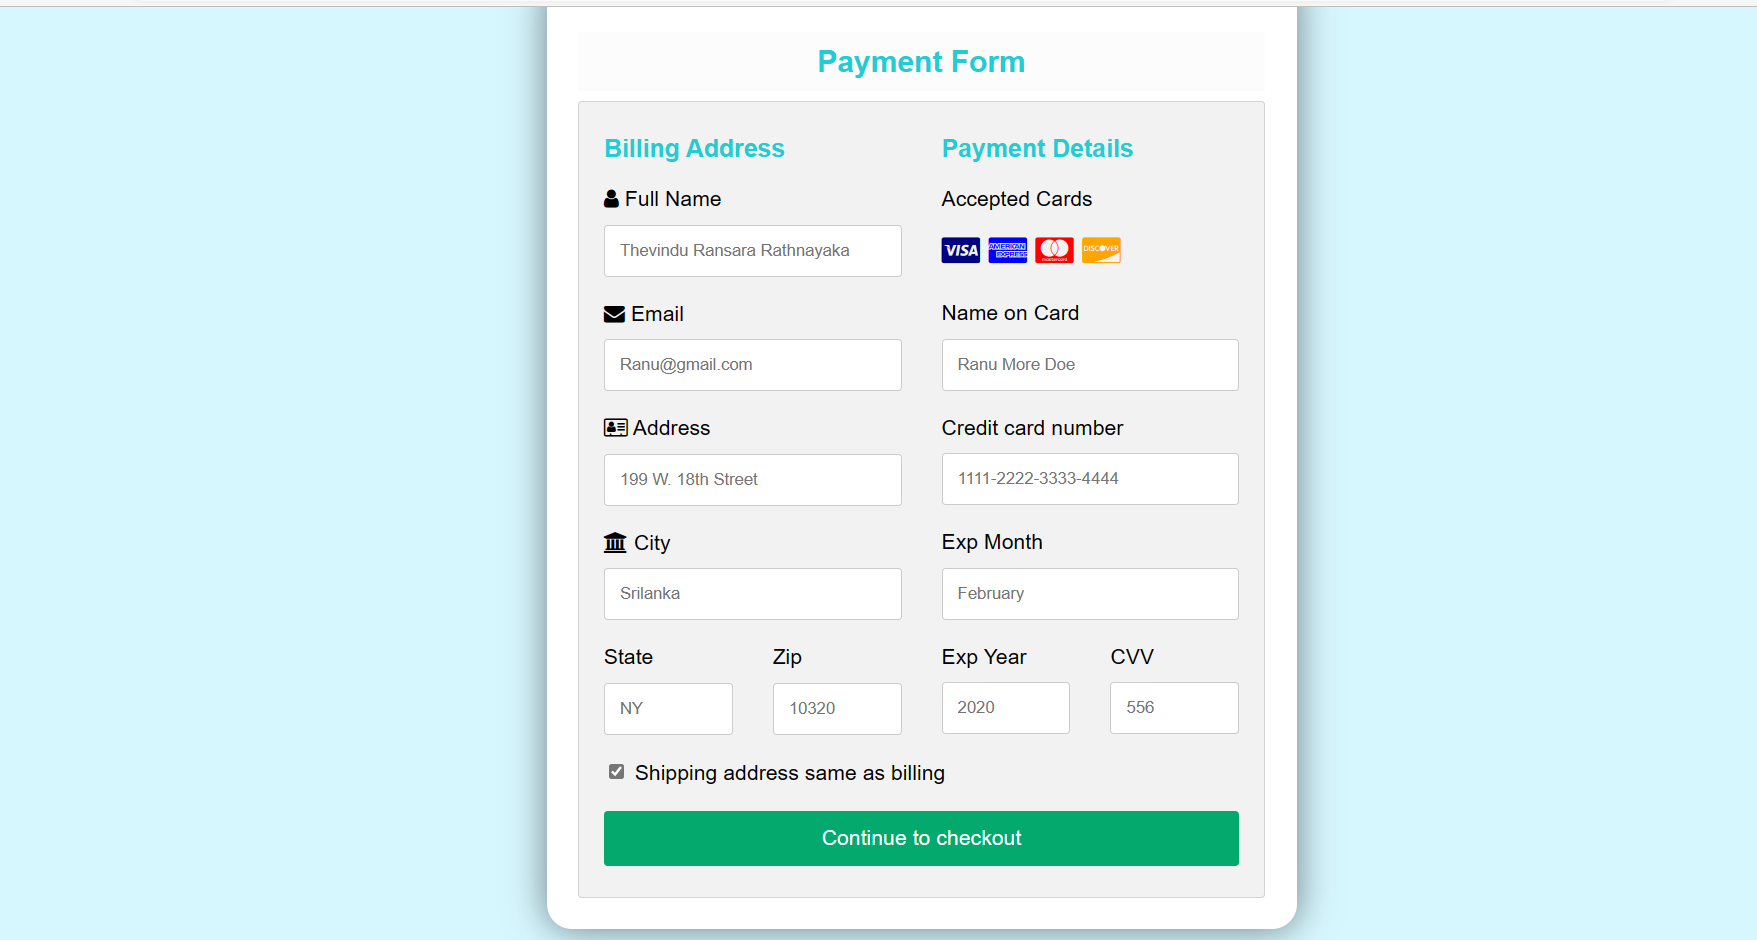 Payment Form
Billing Address
Full Name
Thevindu Ransara Rathnayaka
Email
Ranu@gmail.com
Address
199 W. 18th Street
City
Srilanka
State
Zip
NY
10320
Payment Details
Accepted Cards
VISA
AMERICAN
EXPRESS
mastercard
DISCOVER
Name on Card
Ranu More Doe
Credit card number
1111-2222-3333-4444
Exp Month
February
Exp Year
CVV
2020
556
Shipping address same as billing
Continue to checkout